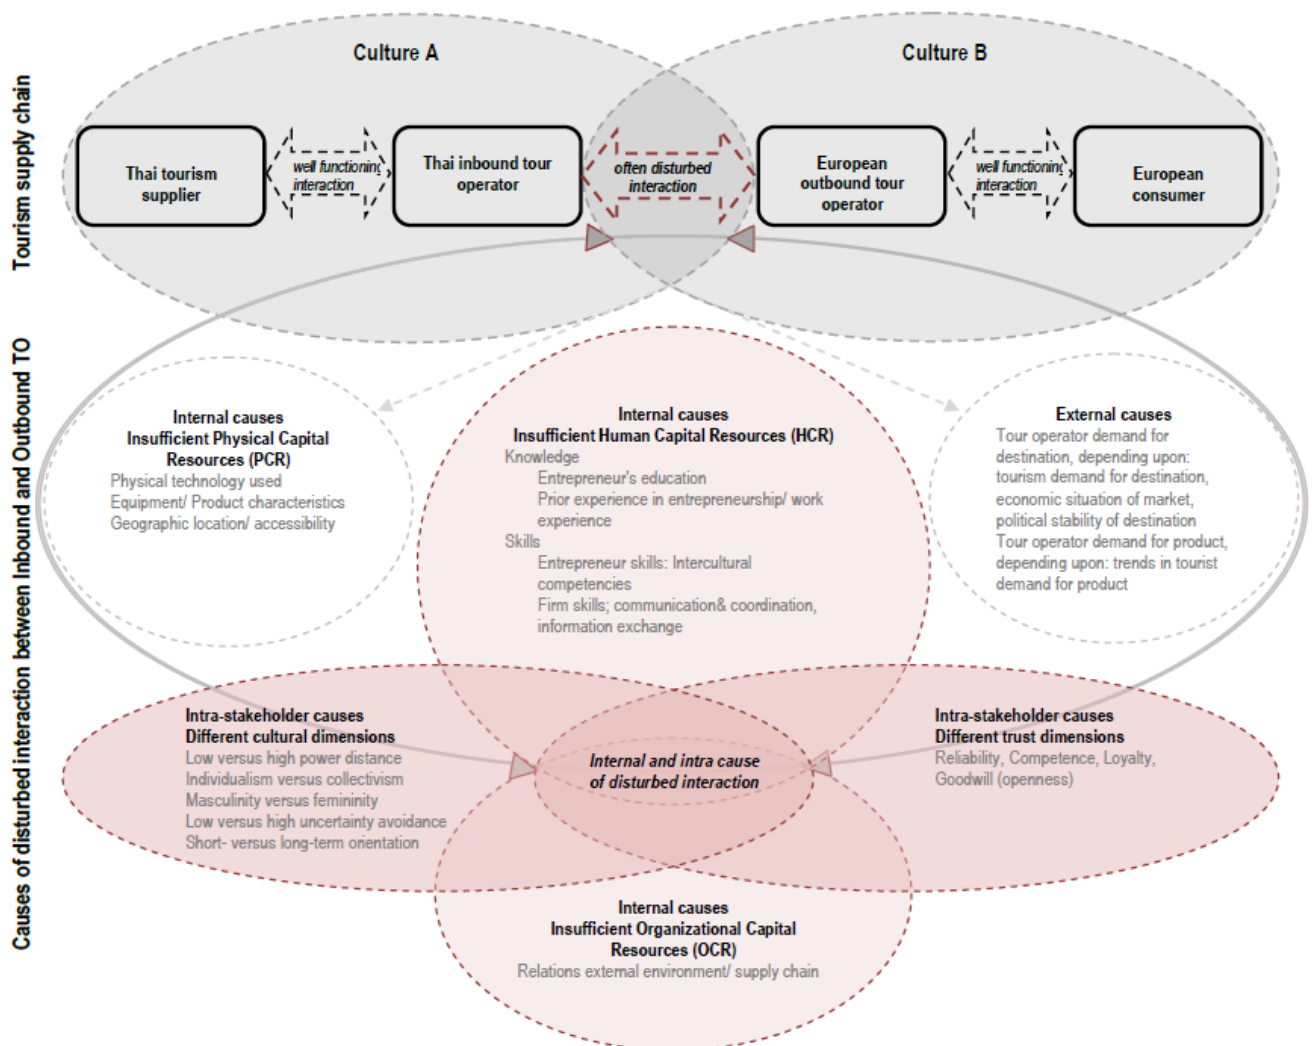 Culture A
Culture B
Tourism supply chain
Thai tourism
supplier
well functioning
interaction
Thai inbound tour
operator
often disturbed
interaction
European
outbound tour
operator
well functioning
interaction
European
consumer
Causes of disturbed interaction between Inbound and Outbound TO
Internal causes
Insufficient Physical Capital
Resources (PCR)
Physical technology used
Equipment/ Product characteristics
Geographic location/ accessibility
Internal causes
Insufficient Human Capital Resources (HCR)
Knowledge
Entrepreneur's education
Prior experience in entrepreneurship/ work
experience
Skills
Entrepreneur skills: Intercultural
competencies
Firm skills; communication& coordination,
information exchange
External causes
Tour operator demand for
destination, depending upon:
tourism demand for destination,
economic situation of market,
political stability of destination
Tour operator demand for product,
depending upon: trends in tourist
demand for product
Intra-stakeholder causes
Different cultural dimensions
Low versus high power distance
Individualism versus collectivism
Masculinity versus femininity
Low versus high uncertainty avoidance
Short- versus long-term orientation
Internal and intra cause
of disturbed interaction
Intra-stakeholder causes
Different trust dimensions
Reliability, Competence, Loyalty,
Goodwill (openness)
Internal causes
Insufficient Organizational Capital
Resources (OCR)
Relations external environment/ supply chain